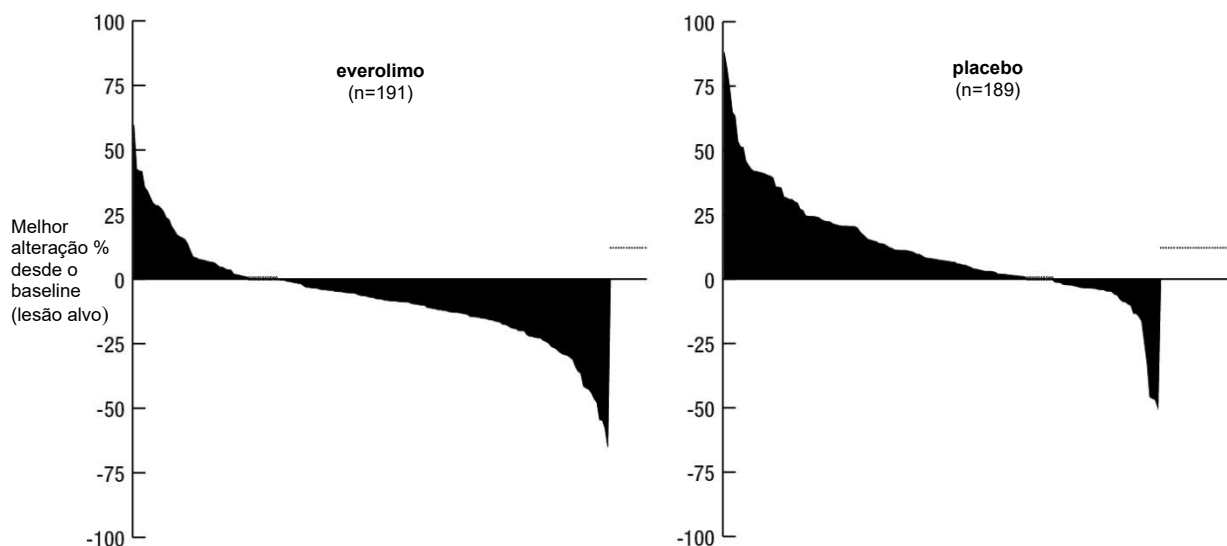 100
75
50
25
0
-25
-50
-75
-100
Melhor
alteração %
desde o
baseline
(lesão alvo)
everolimo
(n=191)
100
75
50
25
0
-25
-50
-75
-100
placebo
(n=189)